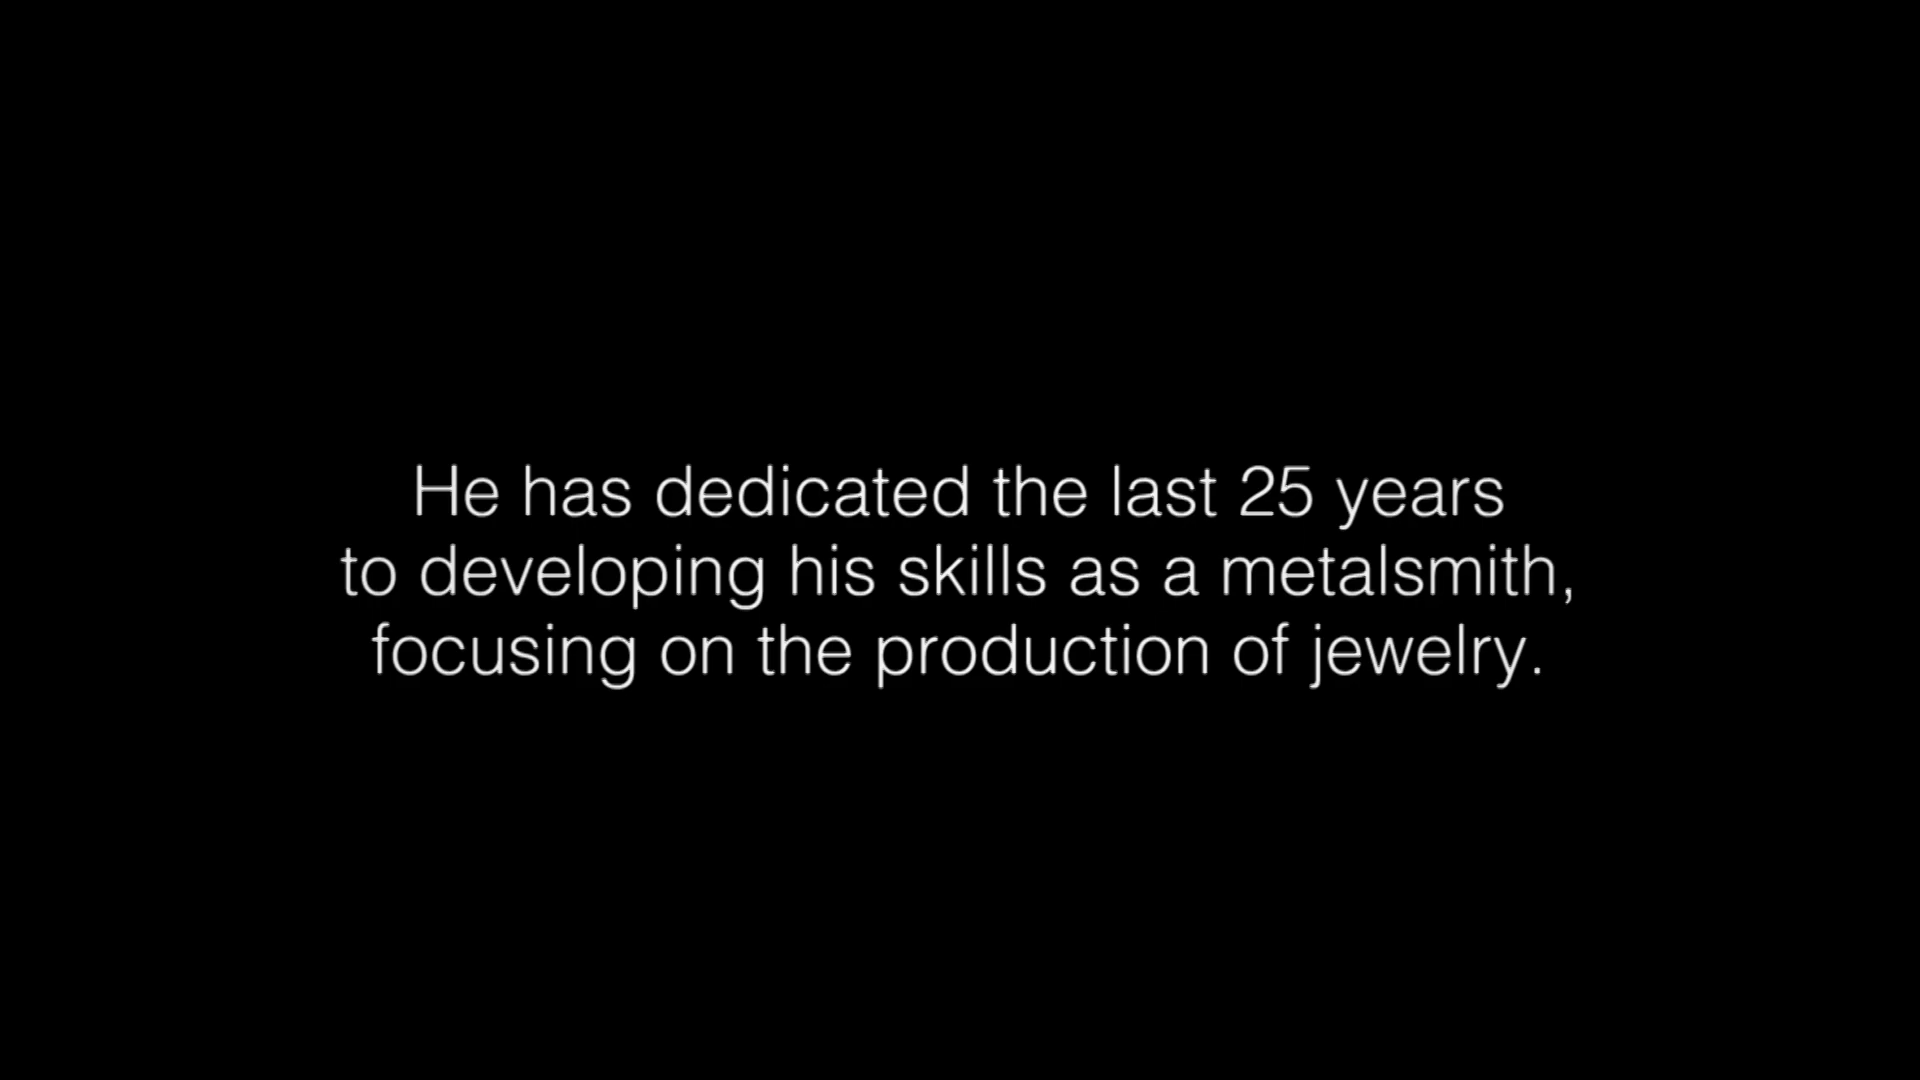 He has dedicated the last 25 years
to developing his skills as a metalsmith,
focusing on the production of jewelry.